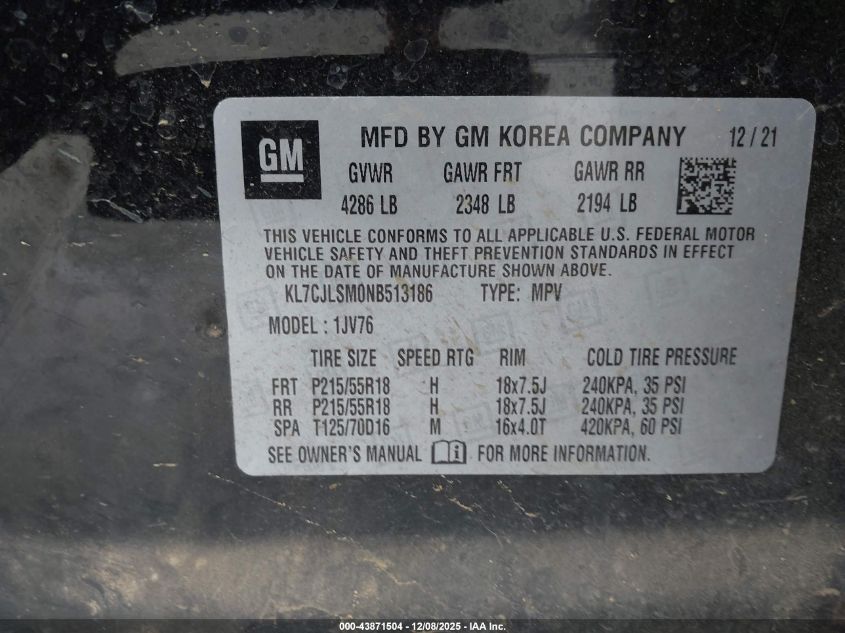 GM
MFD BY GM KOREA COMPANY 12/21
GVWR GAWR FRT GAWR RR
4286 LB 2348 LB 2194 LB
THIS VEHICLE CONFORMS TO ALL APPLICABLE U.S. FEDERAL MOTOR
VEHICLE SAFETY AND THEFT PREVENTION STANDARDS IN EFFECT
ON THE DATE OF MANUFACTURE SHOWN ABOVE.
KL7CJLSM0NB513186 TYPE: MPV
MODEL : 1JV76
TIRE SIZE SPEED RTG RIM COLD TIRE PRESSURE
FRT P215/55R18 H 18x7.5J 240KPA, 35 PSI
RR P215/55R18 H 18x7.5J 240KPA, 35 PSI
SPA T125/70D16 M 16x4.0T 420KPA, 60 PSI
SEE OWNER'S MANUAL i FOR MORE INFORMATION.
000-43871504 - 12/08/2025 - IAA Inc.